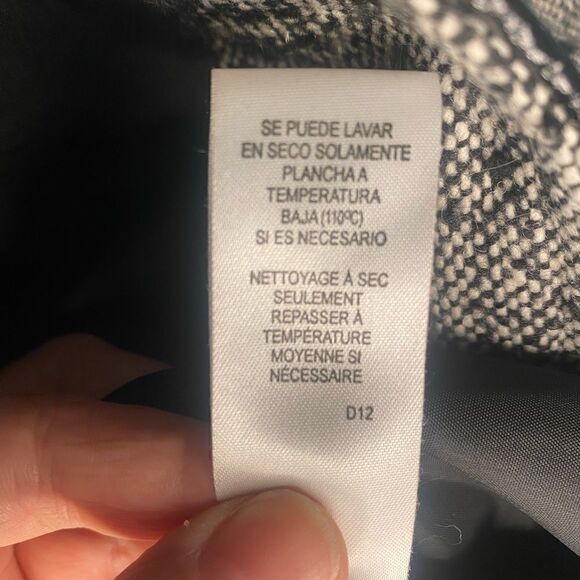 SE PUEDE LAVAR
EN SECO SOLAMENTE
PLANCHA A
TEMPERATURA
BAJA (110ºC)
SI ES NECESARIO
NETTOYAGE À SEC
SEULEMENT
REPASSER À
TEMPÉRATURE
MOYENNE SI
NÉCESSAIRE
D12